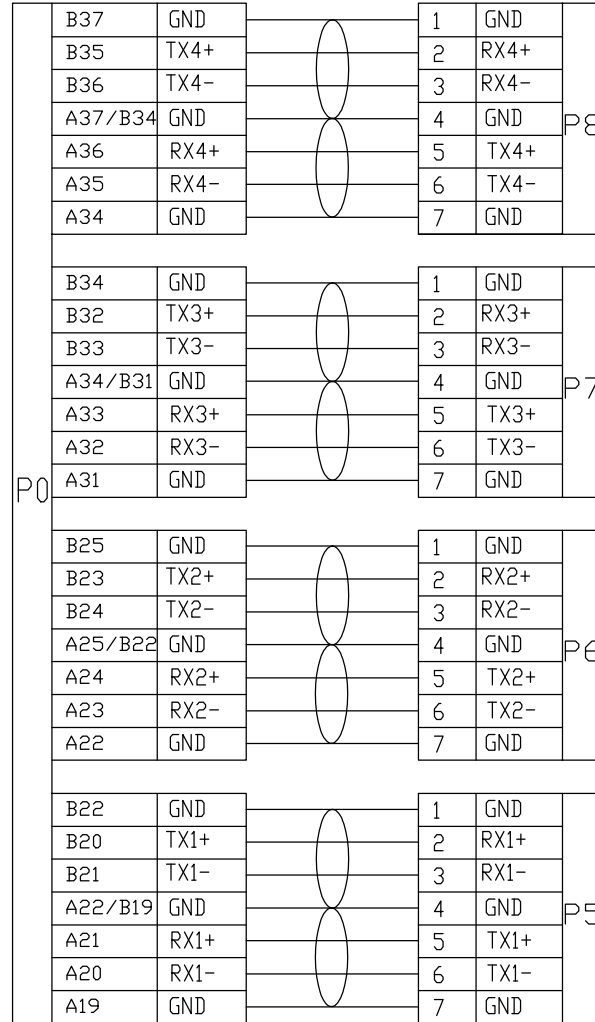 B37 GND 1 GND
B35 TX4+ 2 RX4+
B36 TX4- 3 RX4-
A37/B34 GND 4 GND P8
A36 RX4+ 5 TX4+
A35 RX4- 6 TX4-
A34 GND 7 GND
B34 GND 1 GND
B32 TX3+ 2 RX3+
B33 TX3- 3 RX3-
A34/B31 GND 4 GND P7
A33 RX3+ 5 TX3+
A32 RX3- 6 TX3-
A31 GND 7 GND
P0
B25 GND 1 GND
B23 TX2+ 2 RX2+
B24 TX2- 3 RX2-
A25/B22 GND 4 GND P6
A24 RX2+ 5 TX2+
A23 RX2- 6 TX2-
A22 GND 7 GND
B22 GND 1 GND
B20 TX1+ 2 RX1+
B21 TX1- 3 RX1-
A22/B19 GND 4 GND P5
A21 RX1+ 5 TX1+
A20 RX1- 6 TX1-
A19 GND 7 GND